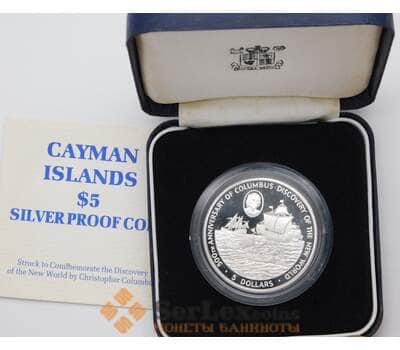 CAYMAN
ISLANDS
$5
SILVER PROOF CO
Struck to Commemorate the Discovery
of the New World by Christopher Columb
500TH ANNIVERSARY OF COLUMBUS DISCOVERY OF THE NEW WORLD
5 DOLLARS
SerLex
МОНЕТЫ БАНКНОТЫ